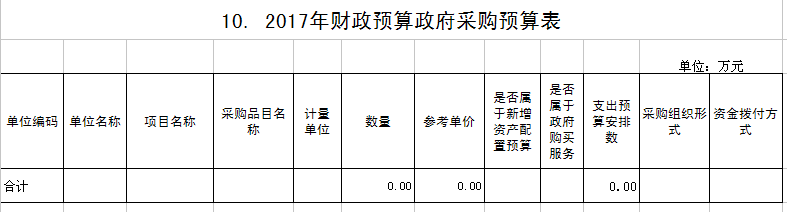 10. 2017年财政预算政府采购预算表
单位：万元
单位编码 单位名称 项目名称 采购品目名称 计量单位 数量 参考单价 是否属于新增资产配置预算 是否属于政府购买服务 支出预算安排数 采购组织形式 资金拨付方式
合计 0.00 0.00 0.00